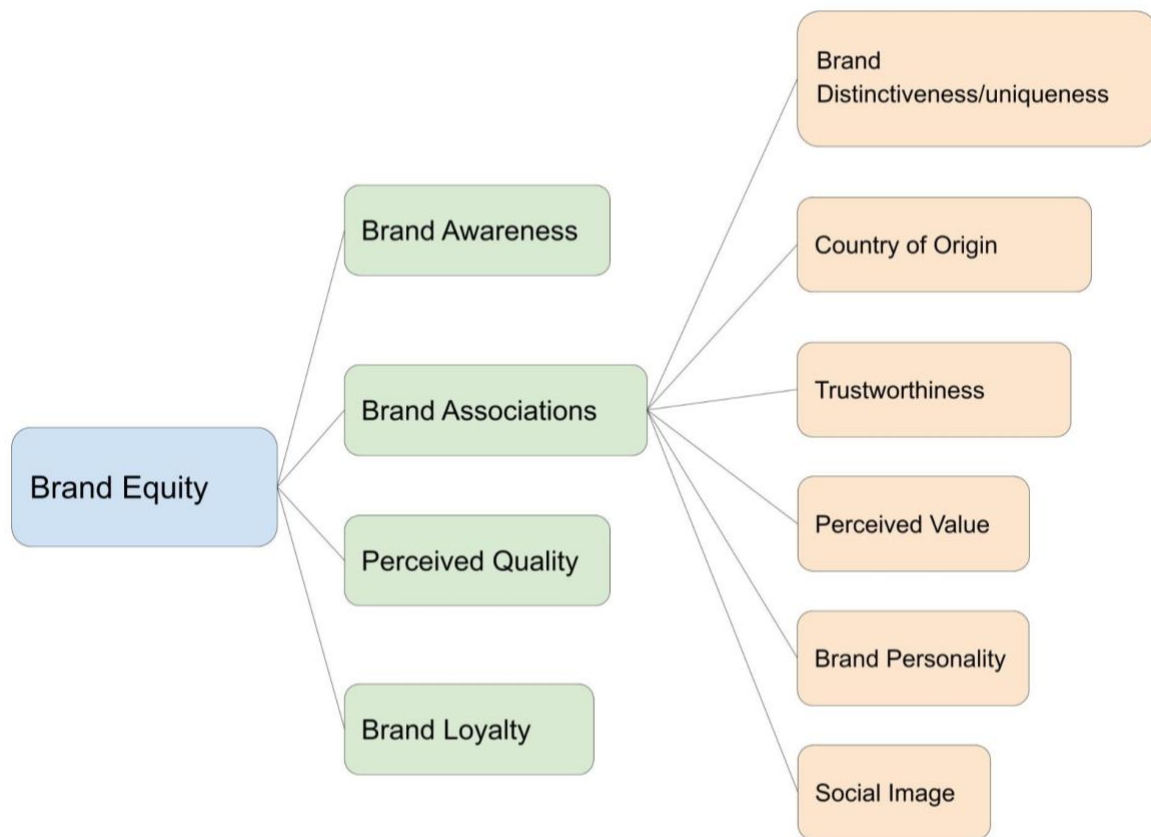 Brand Equity
Brand Awareness
Brand Associations
Perceived Quality
Brand Loyalty
Brand
Distinctiveness/uniqueness
Country of Origin
Trustworthiness
Perceived Value
Brand Personality
Social Image